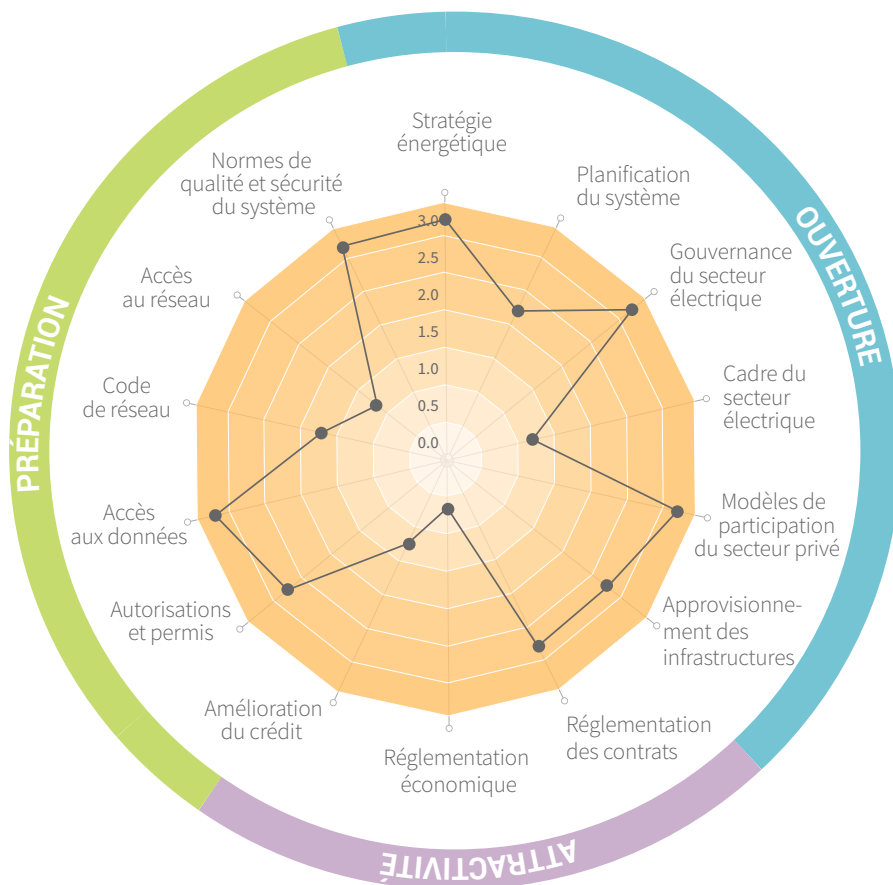 Stratégie
énergétique
Planification
du système
Gouvernance
du secteur
électrique
Cadre du
secteur
électrique
Modèles de
participation
du secteur privé
Approvisionne-
ment des
infrastructures
Réglementation
des contrats
Réglementation
économique
Amélioration
du crédit
Autorisations
et permis
Accès
aux données
Code
de réseau
Accès
au réseau
Normes de
qualité et sécurité
du système
3.0
2.5
2.0
1.5
1.0
0.5
0.0
OUVERTURE
ATTRACTIVITÉ
PRÉPARATION